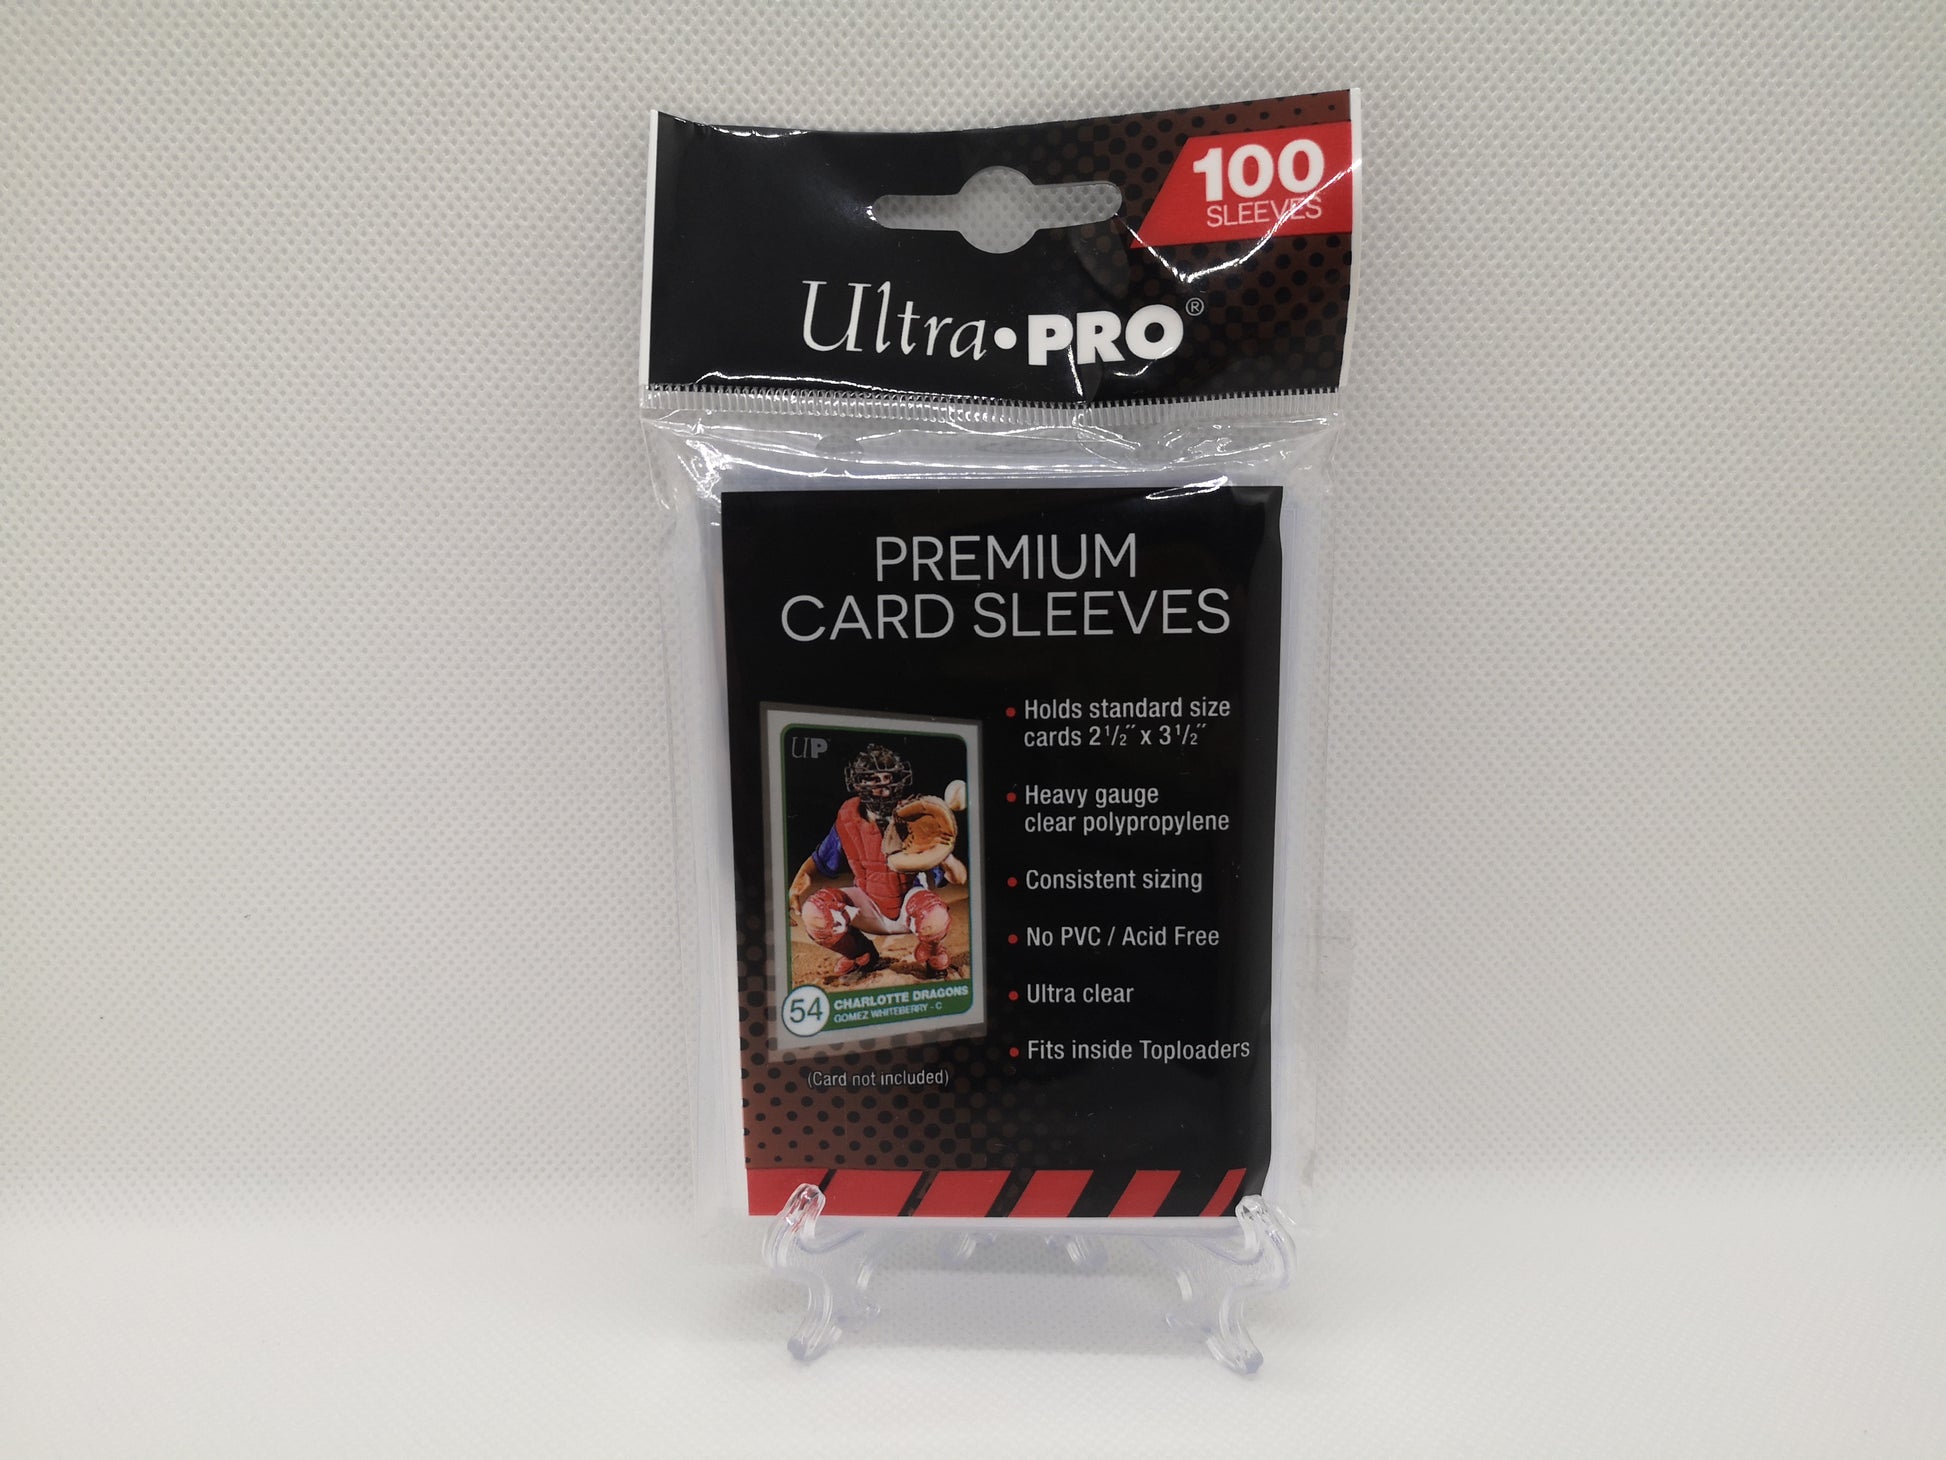 100
SLEEVES
Ultra•PRO®
PREMIUM
CARD SLEEVES
• Holds standard size
cards 2 1/2˝ x 3 1/2˝
• Heavy gauge
clear polypropylene
• Consistent sizing
• No PVC / Acid Free
• Ultra clear
• Fits inside Toploaders
UP
54
CHARLOTTE DRAGONS
GOMEZ WHITEBERRY - C
(Card not included)